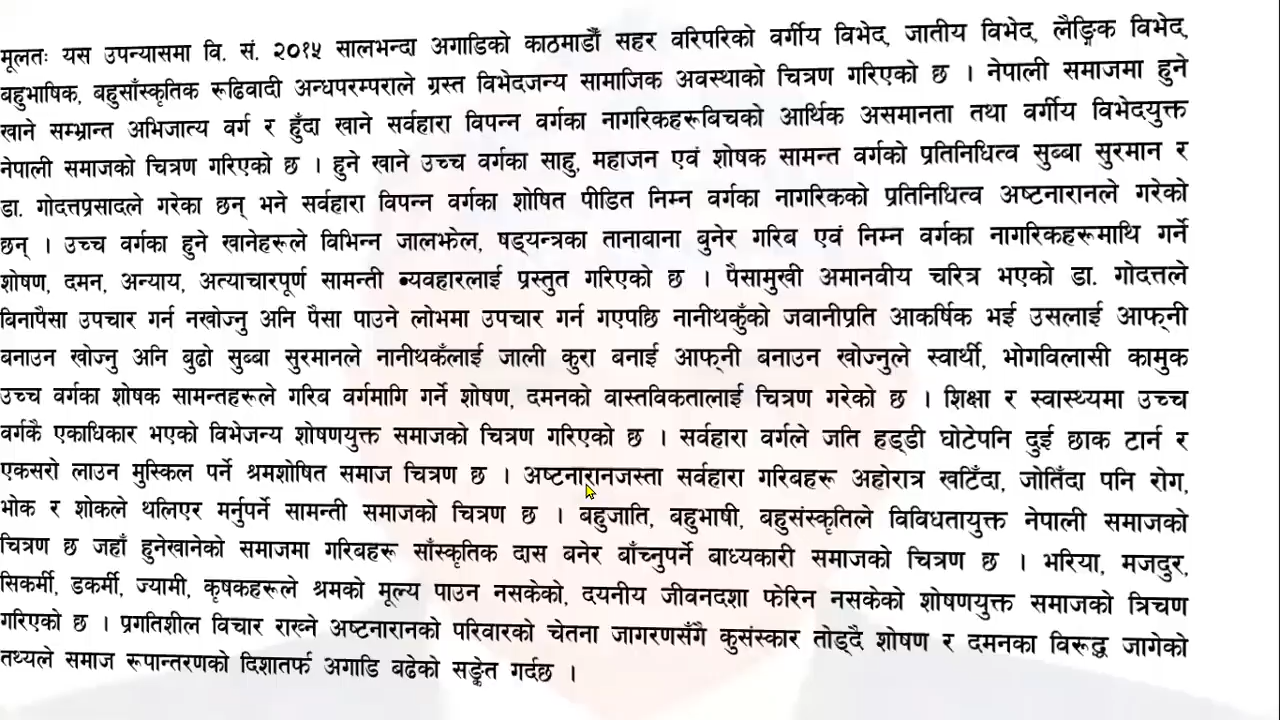 मूलतः यस उपन्यासमा वि. सं. २०१५ सालभन्दा अगाडिको काठमाडौँ सहर वरिपरिको वर्गीय विभेद, जातीय विभेद, लैङ्गिक विभेद,
बहुभाषिक, बहुसाँस्कृतिक रूढिवादी अन्धपरम्पराले ग्रस्त विभेदजन्य सामाजिक अवस्थाको चित्रण गरिएको छ । नेपाली समाजमा हुने
खाने सम्भ्रान्त अभिजात्य वर्ग र हुँदा खाने सर्वहारा विपन्न वर्गका नागरिकहरूबिचको आर्थिक असमानता तथा वर्गीय विभेदयुक्त
नेपाली समाजको चित्रण गरिएको छ । हुने खाने उच्च वर्गका साहु, महाजन एवं शोषक सामन्त वर्गको प्रतिनिधित्व सुब्बा सुरमान र
डा. गोदत्तप्रसादले गरेका छन् भने सर्वहारा विपन्न वर्गका शोषित पीडित निम्न वर्गका नागरिकको प्रतिनिधित्व अष्टनारानले गरेको
छन् । उच्च वर्गका हुने खानेहरूले विभिन्न जालझेल, षड्यन्त्रका तानाबाना बुनेर गरिब एवं निम्न वर्गका नागरिकहरूमाथि गर्ने
शोषण, दमन, अन्याय, अत्याचारपूर्ण सामन्ती व्यवहारलाई प्रस्तुत गरिएको छ । पैसामुखी अमानवीय चरित्र भएको डा. गोदत्तले
विनापैसा उपचार गर्न नखोज्नु अनि पैसा पाउने लोभमा उपचार गर्न गएपछि नानीथकुँको जवानीप्रति आकर्षिक भई उसलाई आफ्नी
बनाउन खोज्नु अनि बुढो सुब्बा सुरमानले नानीथकँलाई जाली कुरा बनाई आफ्नी बनाउन खोज्नुले स्वार्थी, भोगविलासी कामुक
उच्च वर्गका शोषक सामन्तहरूले गरिब वर्गमागि गर्ने शोषण, दमनको वास्तविकतालाई चित्रण गरेको छ । शिक्षा र स्वास्थ्यमा उच्च
वर्गकै एकाधिकार भएको विभेजन्य शोषणयुक्त समाजको चित्रण गरिएको छ । सर्वहारा वर्गले जति हड्डी घोटेपनि दुई छाक टार्न र
एकसरो लाउन मुस्किल पर्ने श्रमशोषित समाज चित्रण छ । अष्टनारानजस्ता सर्वहारा गरिबहरू अहोरात्र खटिँदा, जोतिँदा पनि रोग,
भोक र शोकले थलिएर मर्नुपर्ने सामन्ती समाजको चित्रण छ । बहुजाति, बहुभाषी, बहुसंस्कृतिले विविधतायुक्त नेपाली समाजको
चित्रण छ जहाँ हुनेखानेको समाजमा गरिबहरू साँस्कृतिक दास बनेर बाँच्नुपर्ने बाध्यकारी समाजको चित्रण छ । भरिया, मजदुर,
सिकर्मी, डकर्मी, ज्यामी, कृषकहरूले श्रमको मूल्य पाउन नसकेको, दयनीय जीवनदशा फेरिन नसकेको शोषणयुक्त समाजको त्रिचण
गरिएको छ । प्रगतिशील विचार राख्ने अष्टनारानको परिवारको चेतना जागरणसँगै कुसंस्कार तोड्दै शोषण र दमनका विरूद्ध जागेको
तथ्यले समाज रूपान्तरणको दिशातर्फ अगाडि बढेको सङ्केत गर्दछ ।